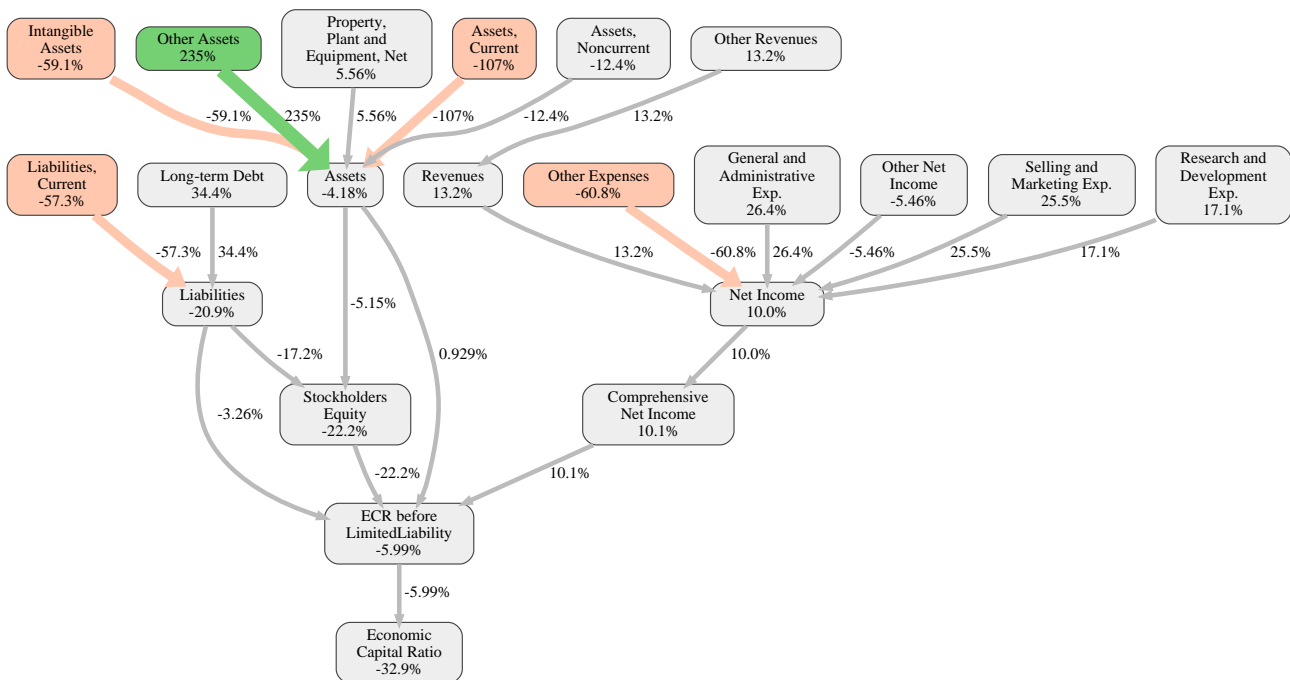 Intangible
Assets
-59.1%
Other Assets
235%
Property,
Plant and
Equipment, Net
5.56%
Assets,
Current
-107%
Assets,
Noncurrent
-12.4%
Other Revenues
13.2%
-59.1%
235%
5.56%
-107%
-12.4%
13.2%
Liabilities,
Current
-57.3%
Long-term Debt
34.4%
Assets
-4.18%
Revenues
13.2%
Other Expenses
-60.8%
General and
Administrative
Exp.
26.4%
Other Net
Income
-5.46%
Selling and
Marketing Exp.
25.5%
Research and
Development
Exp.
17.1%
-57.3%
34.4%
13.2%
-60.8%
26.4%
-5.46%
25.5%
17.1%
Liabilities
-20.9%
Net Income
10.0%
-5.15%
-17.2%
0.929%
10.0%
-3.26%
Stockholders
Equity
-22.2%
Comprehensive
Net Income
10.1%
-22.2%
10.1%
ECR before
LimitedLiability
-5.99%
-5.99%
Economic
Capital Ratio
-32.9%